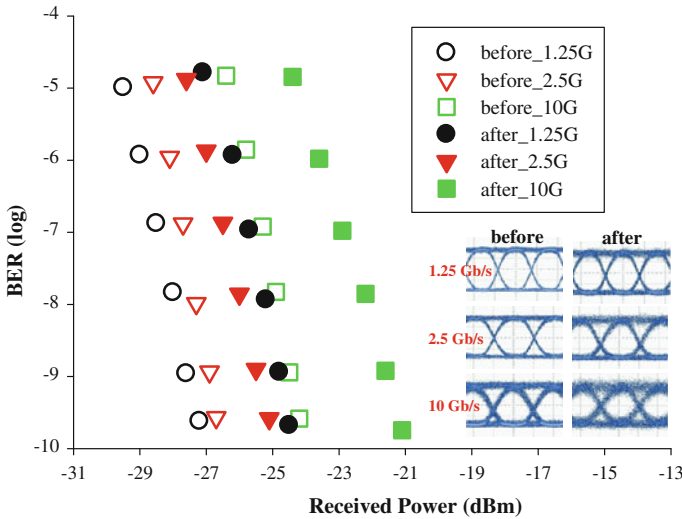 -4
-5
-6
-7
-8
-9
-10
BER (log)
before_1.25G
before_2.5G
before_10G
after_1.25G
after_2.5G
after_10G
before after
1.25 Gb/s
2.5 Gb/s
10 Gb/s
-31 -29 -27 -25 -23 -21 -19 -17 -15 -13
Received Power (dBm)